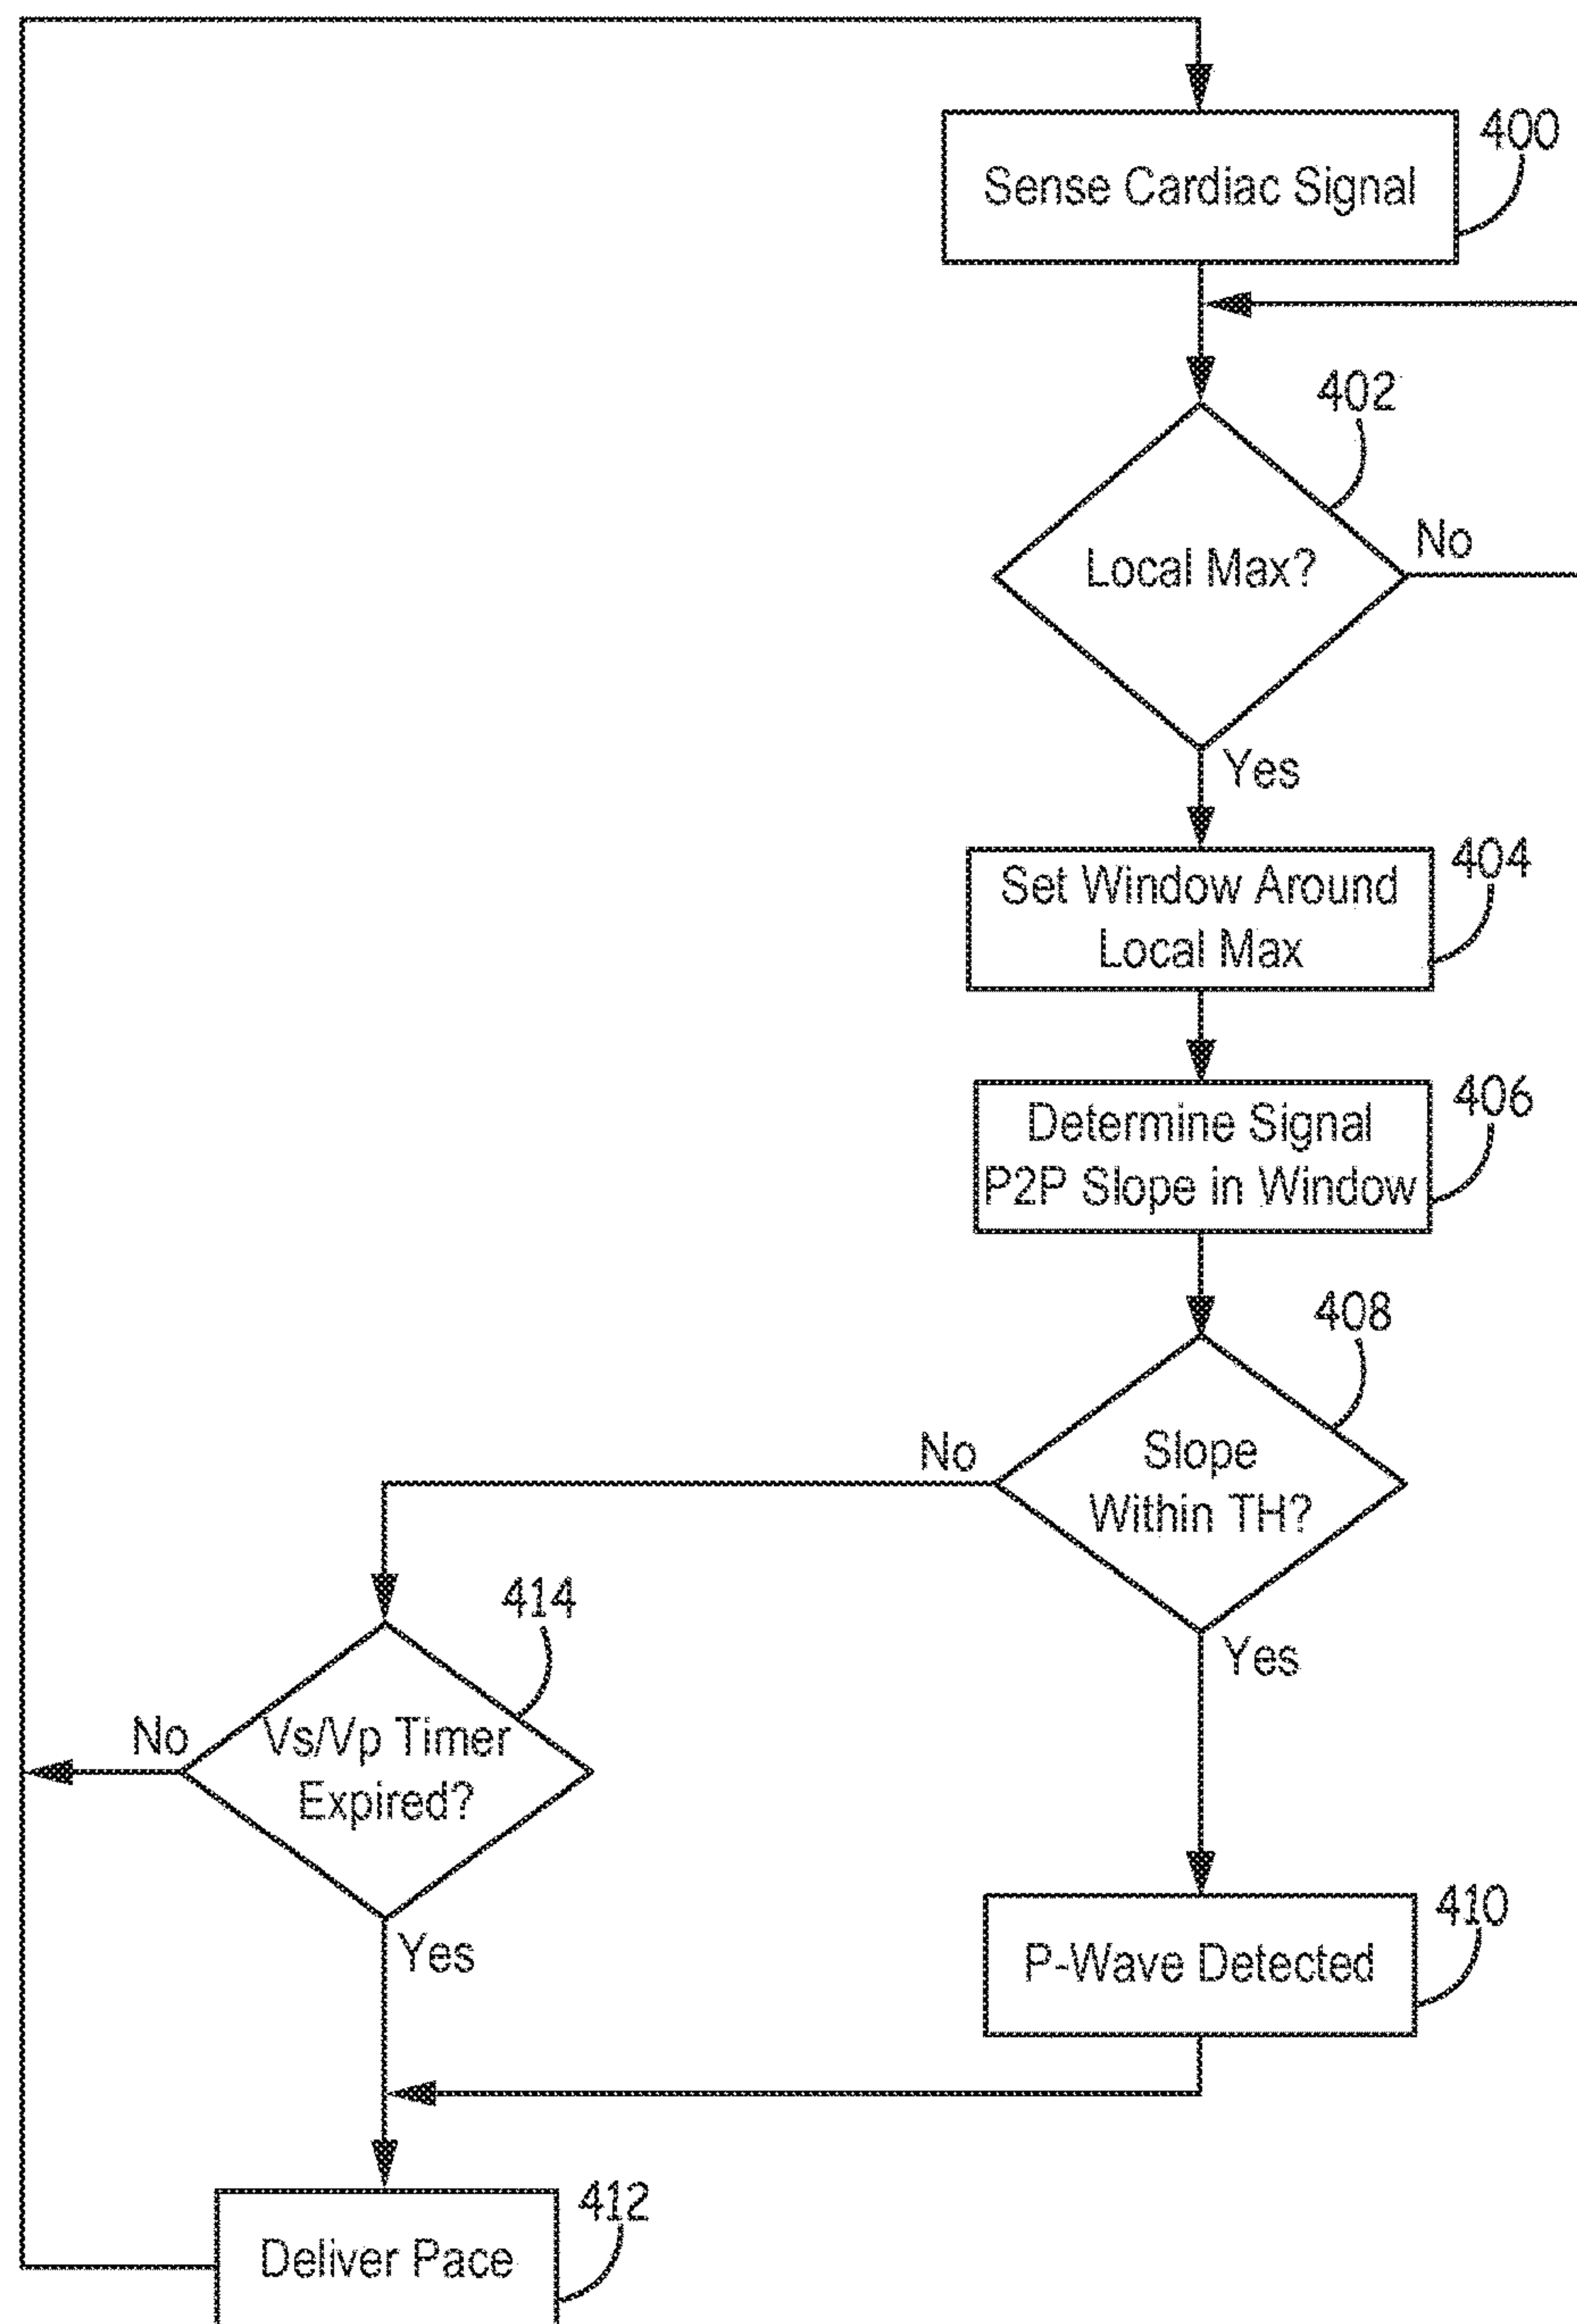 400
Sense Cardiac Signal
402
Local Max?
No
Yes
404
Set Window Around
Local Max
406
Determine Signal
P2P Slope in Window
408
Slope
Within TH?
No
Yes
414
Vs/Vp Timer
Expired?
No
Yes
410
P-Wave Detected
412
Deliver Pace